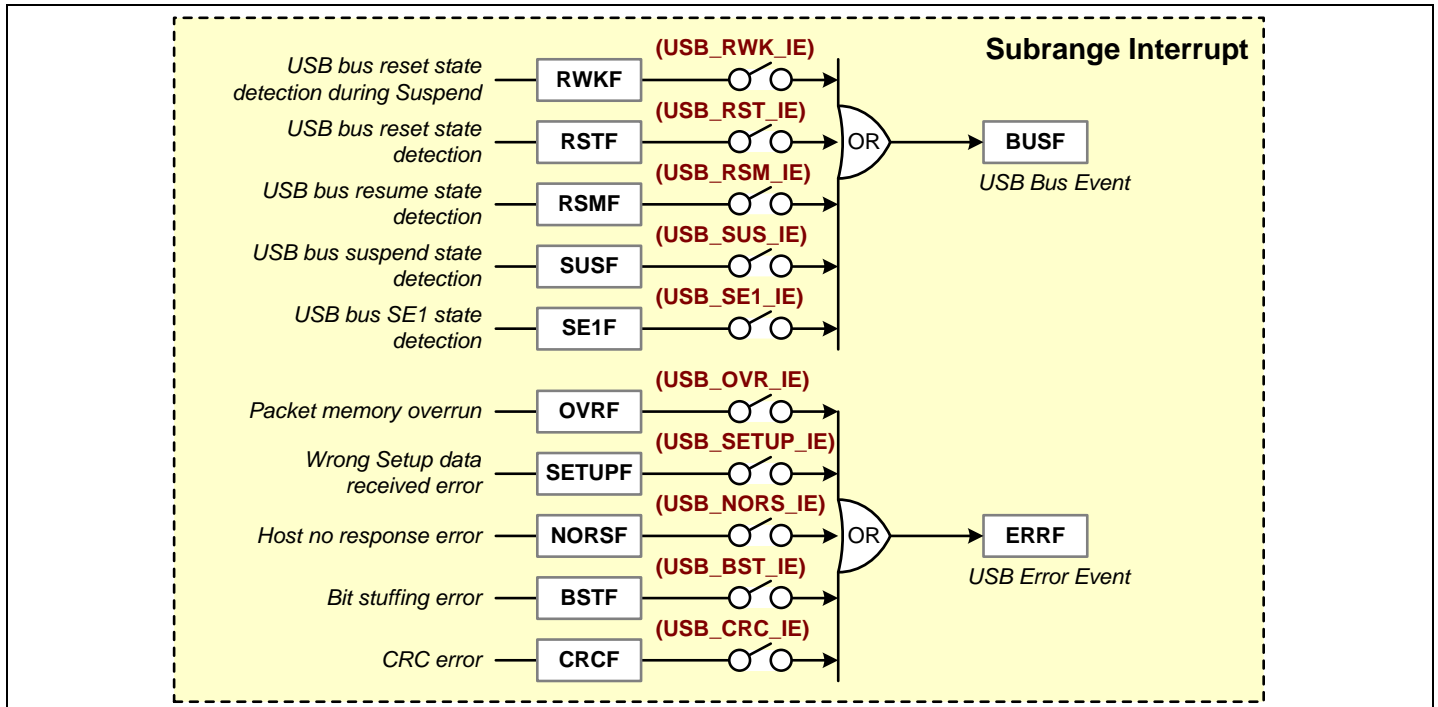 Subrange Interrupt
USB bus reset state
detection during Suspend
RWKF
(USB_RWK_IE)
USB bus reset state
detection
RSTF
(USB_RST_IE)
USB bus resume state
detection
RSMF
(USB_RSM_IE)
USB bus suspend state
detection
SUSF
(USB_SUS_IE)
USB bus SE1 state
detection
SE1F
(USB_SE1_IE)
OR
BUSF
USB Bus Event
Packet memory overrun
OVRF
(USB_OVR_IE)
Wrong Setup data
received error
SETUPF
(USB_SETUP_IE)
Host no response error
NORSF
(USB_NORS_IE)
Bit stuffing error
BSTF
(USB_BST_IE)
CRC error
CRCF
(USB_CRC_IE)
OR
ERRF
USB Error Event